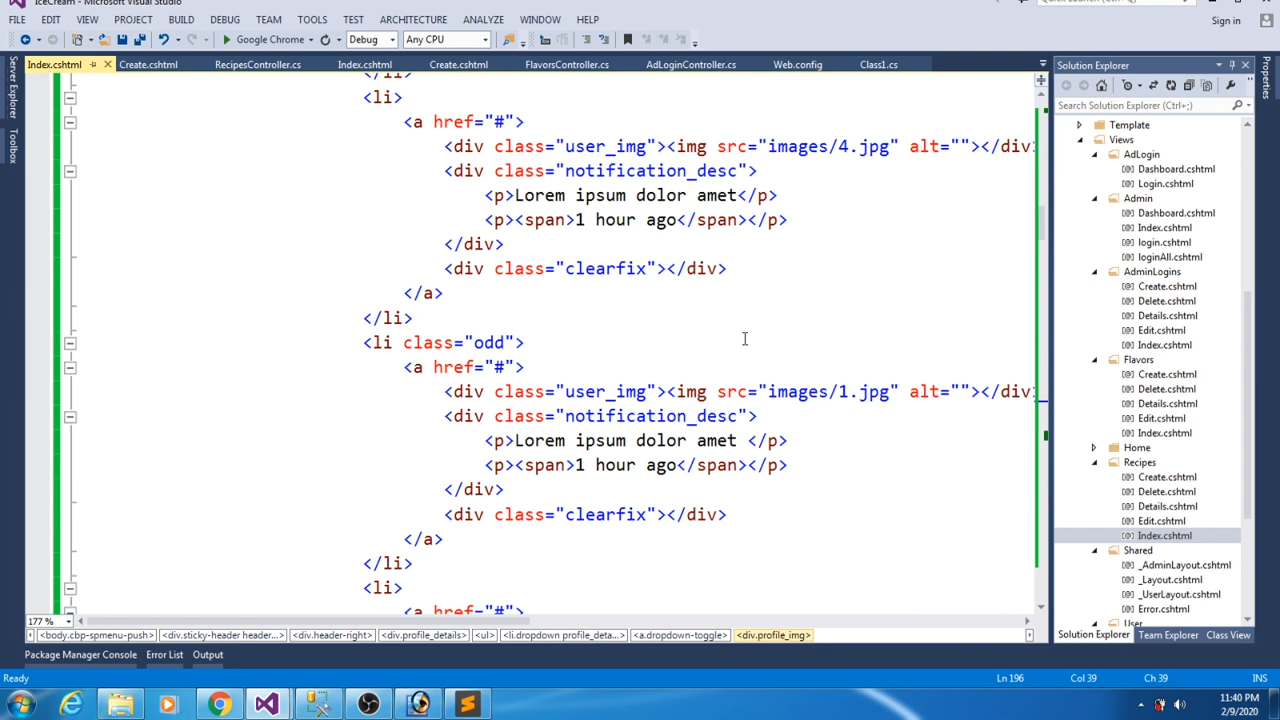 IceCream - Microsoft Visual Studio
Quick Launch (Ctrl+Q)
FILE EDIT VIEW PROJECT BUILD DEBUG TEAM TOOLS TEST ARCHITECTURE ANALYZE WINDOW HELP Sign in
Google Chrome Debug Any CPU
Server Explorer
Toolbox
Properties
Index.cshtml Create.cshtml RecipesController.cs Index.cshtml Create.cshtml FlavorsController.cs AdLoginController.cs Web.config Class1.cs
</li>
<li>
<a href="#">
<div class="user_img"><img src="images/4.jpg" alt=""></div
<div class="notification_desc">
<p>Lorem ipsum dolor amet</p>
<p><span>1 hour ago</span></p>
</div>
<div class="clearfix"></div>
</a>
</li>
<li class="odd">
<a href="#">
<div class="user_img"><img src="images/1.jpg" alt=""></div
<div class="notification_desc">
<p>Lorem ipsum dolor amet </p>
<p><span>1 hour ago</span></p>
</div>
<div class="clearfix"></div>
</a>
</li>
<li>
<a href="#">
177 %
<body.cbp-spmenu-push> <div.sticky-header header... <div.header-right> <div.profile_details> <ul> <li.dropdown profile_deta... <a.dropdown-toggle> <div.profile_img>
Solution Explorer
Search Solution Explorer (Ctrl+;)
Template
Views
AdLogin
Dashboard.cshtml
Login.cshtml
Admin
Dashboard.cshtml
Index.cshtml
login.cshtml
loginAll.cshtml
AdminLogins
Create.cshtml
Delete.cshtml
Details.cshtml
Edit.cshtml
Index.cshtml
Flavors
Create.cshtml
Delete.cshtml
Details.cshtml
Edit.cshtml
Index.cshtml
Home
Recipes
Create.cshtml
Delete.cshtml
Details.cshtml
Edit.cshtml
Index.cshtml
Shared
_AdminLayout.cshtml
_Layout.cshtml
_UserLayout.cshtml
Error.cshtml
User
Solution Explorer Team Explorer Class View
Package Manager Console Error List Output
Ready Ln 196 Col 39 Ch 39 INS
11:40 PM
2/9/2020